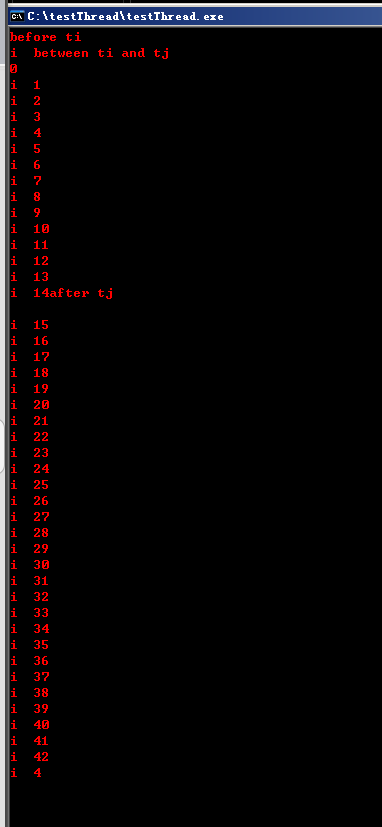 C:\testThread\testThread.exe
before ti
i  between ti and tj
0
i  1
i  2
i  3
i  4
i  5
i  6
i  7
i  8
i  9
i  10
i  11
i  12
i  13
i  14after tj

i  15
i  16
i  17
i  18
i  19
i  20
i  21
i  22
i  23
i  24
i  25
i  26
i  27
i  28
i  29
i  30
i  31
i  32
i  33
i  34
i  35
i  36
i  37
i  38
i  39
i  40
i  41
i  42
i  4